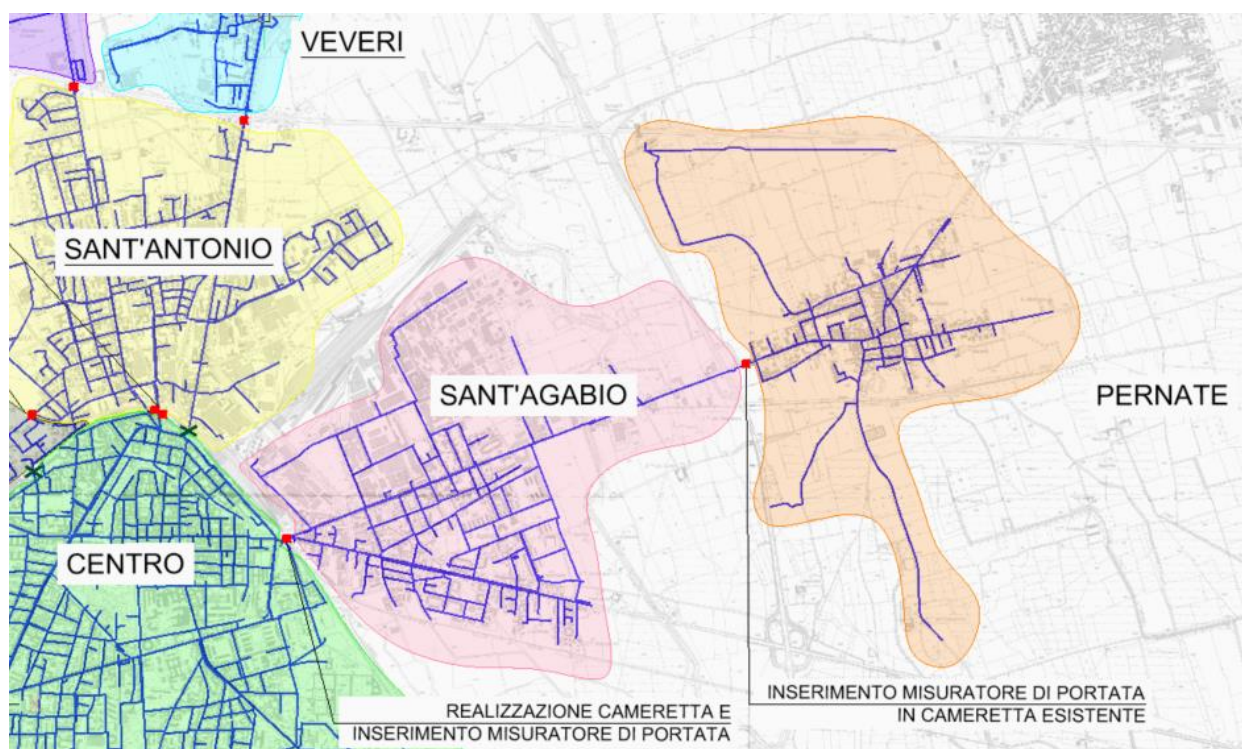 VEVERI
SANT'ANTONIO
SANT'AGABIO
PERNATE
CENTRO
REALIZZAZIONE CAMERETTA E
INSERIMENTO MISURATORE DI PORTATA
INSERIMENTO MISURATORE DI PORTATA
IN CAMERETTA ESISTENTE